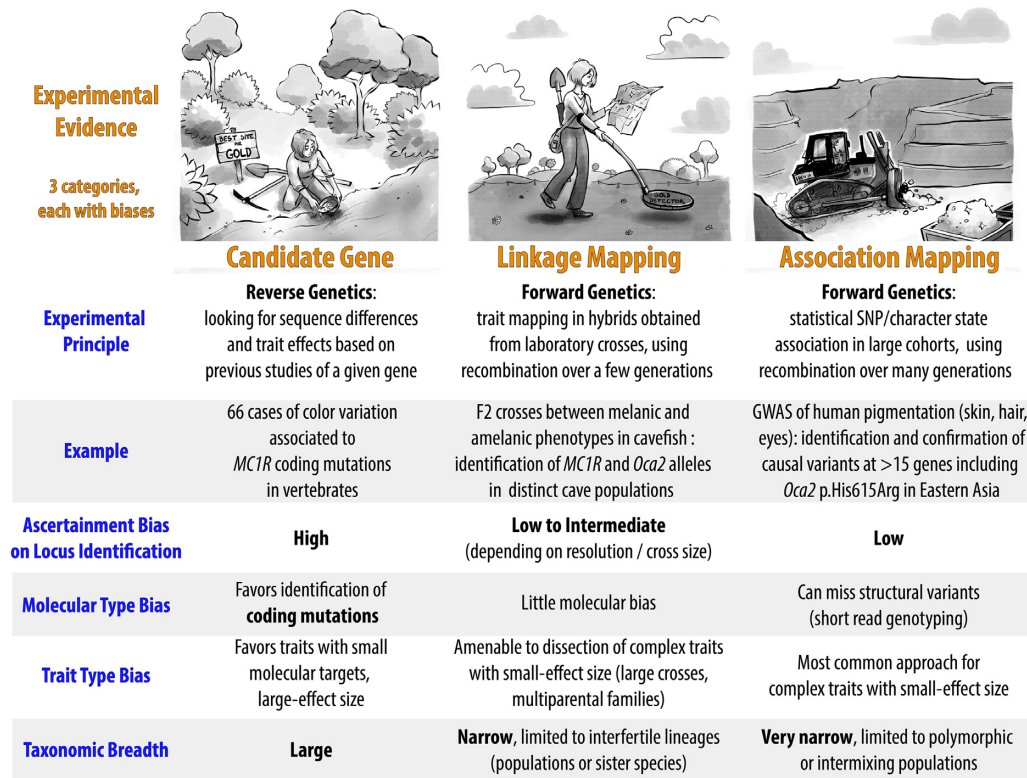 Experimental
Evidence
3 categories,
each with biases
BEST SITE
FOR
GOLD
GOLD
DETECTOR
Candidate Gene
Linkage Mapping
Association Mapping
Experimental
Principle
Reverse Genetics:
looking for sequence differences
and trait effects based on
previous studies of a given gene
Forward Genetics:
trait mapping in hybrids obtained
from laboratory crosses, using
recombination over a few generations
Forward Genetics:
statistical SNP/character state
association in large cohorts, using
recombination over many generations
Example
66 cases of color variation
associated to
MC1R coding mutations
in vertebrates
F2 crosses between melanic and
amelanic phenotypes in cavefish :
identification of MC1R and Oca2 alleles
in distinct cave populations
GWAS of human pigmentation (skin, hair,
eyes): identification and confirmation of
causal variants at >15 genes including
Oca2 p.His615Arg in Eastern Asia
Ascertainment Bias
on Locus Identification
High
Low to Intermediate
(depending on resolution / cross size)
Low
Molecular Type Bias
Favors identification of
coding mutations
Little molecular bias
Can miss structural variants
(short read genotyping)
Trait Type Bias
Favors traits with small
molecular targets,
large-effect size
Amenable to dissection of complex traits
with small-effect size (large crosses,
multiparental families)
Most common approach for
complex traits with small-effect size
Taxonomic Breadth
Large
Narrow, limited to interfertile lineages
(populations or sister species)
Very narrow, limited to polymorphic
or intermixing populations